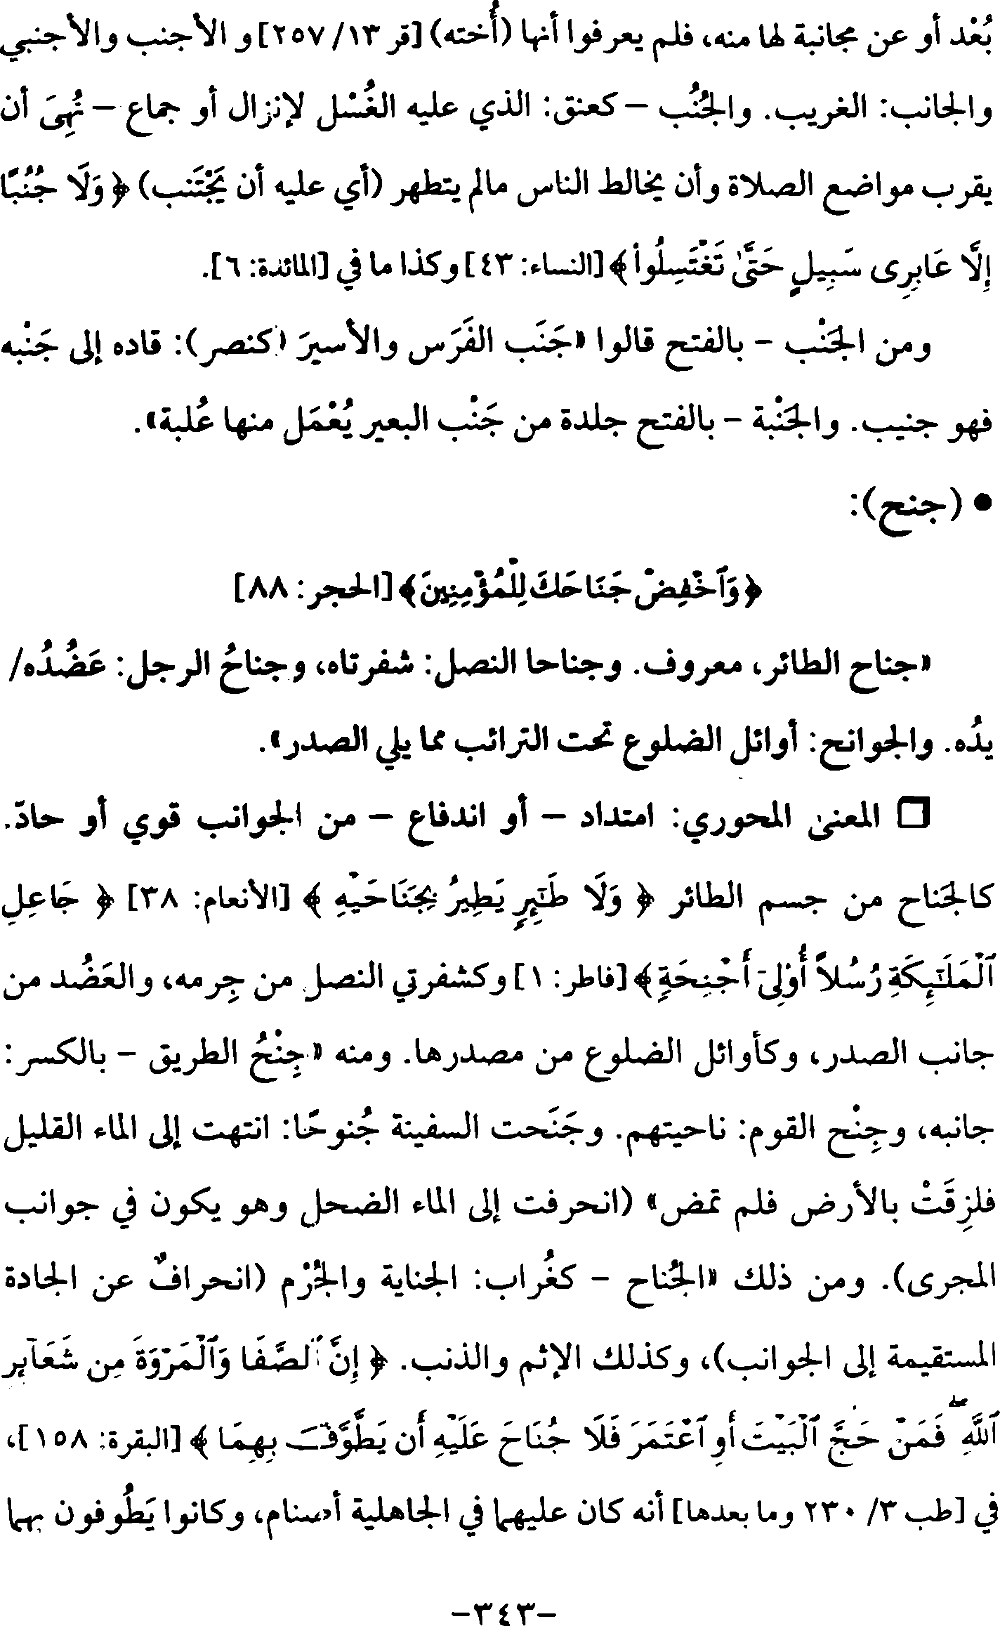 بُعْد أو عن مجانبة لها منه، فلم يعرفوا أنها (أُخته) [قر ١٣/ ٢٥٧] و الأجنب والأجنبي
والجانب: الغريب. والجُنُب – كعنق: الذي عليه الغُسْل لإنزال أو جماع – نُهِىَ أن
يقرب مواضع الصلاة وأن يخالط الناس مالم يتطهر (أي عليه أن يَجْتَنب) ﴿ وَلَا جُنُبًا
إِلَّا عَابِرِى سَبِيلٍ حَتَّىٰ تَغْتَسِلُوا۟ ﴾ [النساء: ٤٣] وكذا ما في [المائدة: ٦].
ومن الجَنْب – بالفتح قالوا «جَنَب الفَرَس والأسيرَ (كنصر): قاده إلى جَنْبه
فهو جنيب. والجَنْبة – بالفتح جلدة من جَنْب البعير يُعْمَل منها عُلبة».
● (جنح):
﴿ وَٱخْفِضْ جَنَاحَكَ لِلْمُؤْمِنِينَ ﴾ [الحجر: ٨٨]
«جناح الطائر، معروف. وجناحا النصل: شفرتاه، وجناحُ الرجل: عَضُدُه/
يدُه. والجوانح: أوائل الضلوع تحت الترائب مما يلي الصدر».
❒ المعنى المحوري: امتداد – أو اندفاع – من الجوانب قوي أو حادّ.
كالجَناح من جسم الطائر ﴿ وَلَا طَـٰٓئِرٍ يَطِيرُ بِجَنَاحَيْهِ ﴾ [الأنعام: ٣٨] ﴿ جَاعِلِ
ٱلْمَلَـٰٓئِكَةِ رُسُلاً أُو۟لِىٓ أَجْنِحَةٍ ﴾ [فاطر: ١] وكشفرتي النصل من جِرمه، والعَضُد من
جانب الصدر، وكأوائل الضلوع من مصدرها. ومنه «جِنْحُ الطريق – بالكسر:
جانبه، وجِنْح القوم: ناحيتهم. وجَنَحت السفينة جُنوحًا: انتهت إلى الماء القليل
فلزِقَتْ بالأرض فلم تمض» (انحرفت إلى الماء الضحل وهو يكون في جوانب
المجرى). ومن ذلك «الجُناح – كغُراب: الجناية والجُرْم (انحرافٌ عن الجادة
المستقيمة إلى الجوانب)، وكذلك الإثم والذنب. ﴿ إِنَّ ٱلصَّفَا وَٱلْمَرْوَةَ مِن شَعَآئِرِ
ٱللَّهِ ۖ فَمَنْ حَجَّ ٱلْبَيْتَ أَوِ ٱعْتَمَرَ فَلَا جُنَاحَ عَلَيْهِ أَن يَطَّوَّفَ بِهِمَا ﴾ [البقرة: ١٥٨]،
في [طب ٣/ ٢٣٠ وما بعدها] أنه كان عليهما في الجاهلية أصنام، وكانوا يَطُوفون بهما
-٣٤٣-